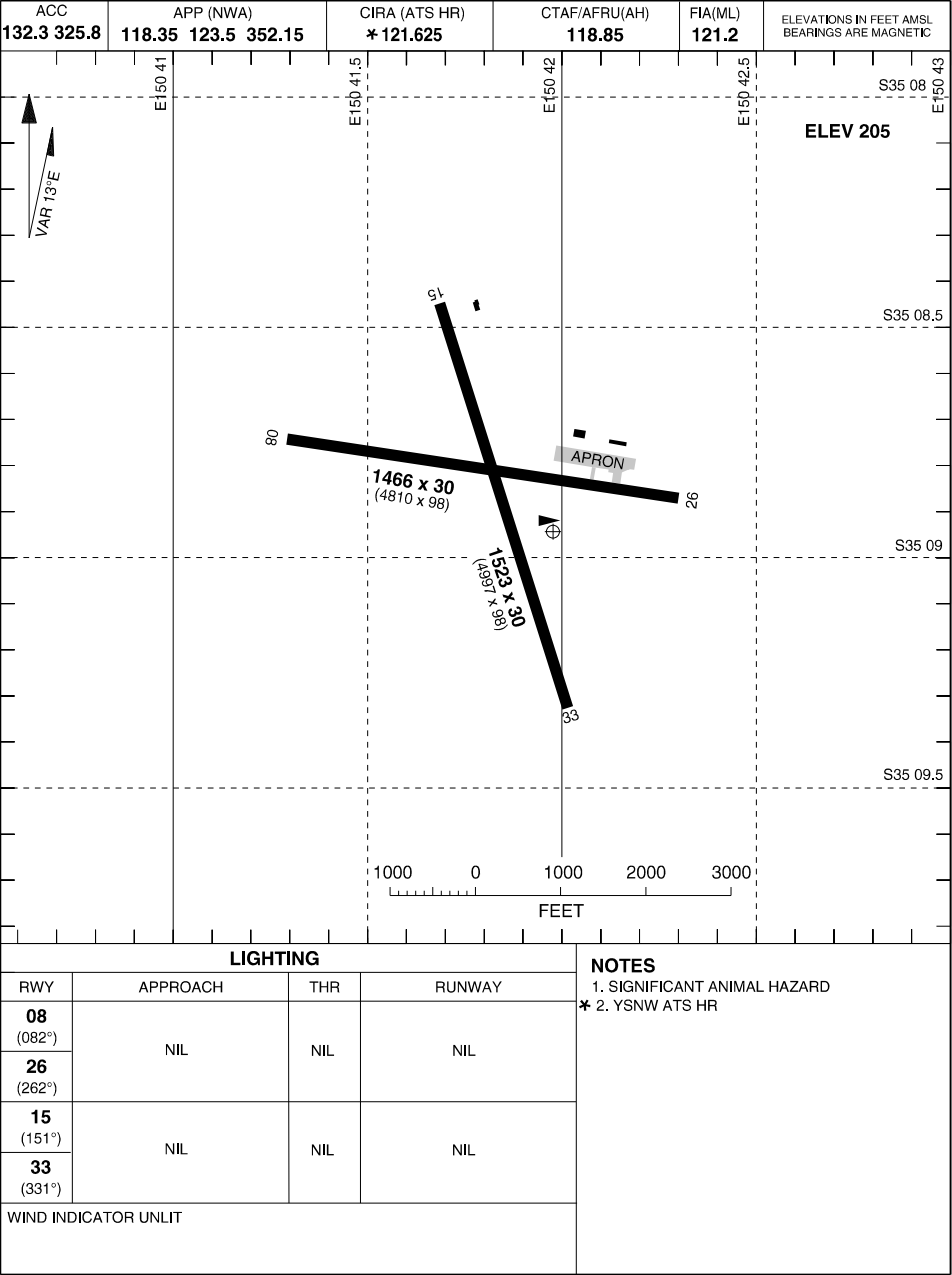 ACC
132.3 325.8
APP (NWA)
118.35 123.5 352.15
CIRA (ATS HR)
*121.625
CTAF/AFRU(AH)
118.85
FIA(ML)
121.2
ELEVATIONS IN FEET AMSL
BEARINGS ARE MAGNETIC
E150 41
E150 41.5
E150 42
E150 42.5
E150 43
S35 08
ELEV 205
VAR 13°E
15
S35 08.5
08
APRON
1466 x 30
(4810 x 98)
26
S35 09
1523 x 30
(4997 x 98)
33
S35 09.5
1000 0 1000 2000 3000
FEET
LIGHTING
RWY APPROACH THR RUNWAY
08
(082°)
NIL NIL NIL
26
(262°)
15
(151°)
NIL NIL NIL
33
(331°)
WIND INDICATOR UNLIT
NOTES
1. SIGNIFICANT ANIMAL HAZARD
* 2. YSNW ATS HR